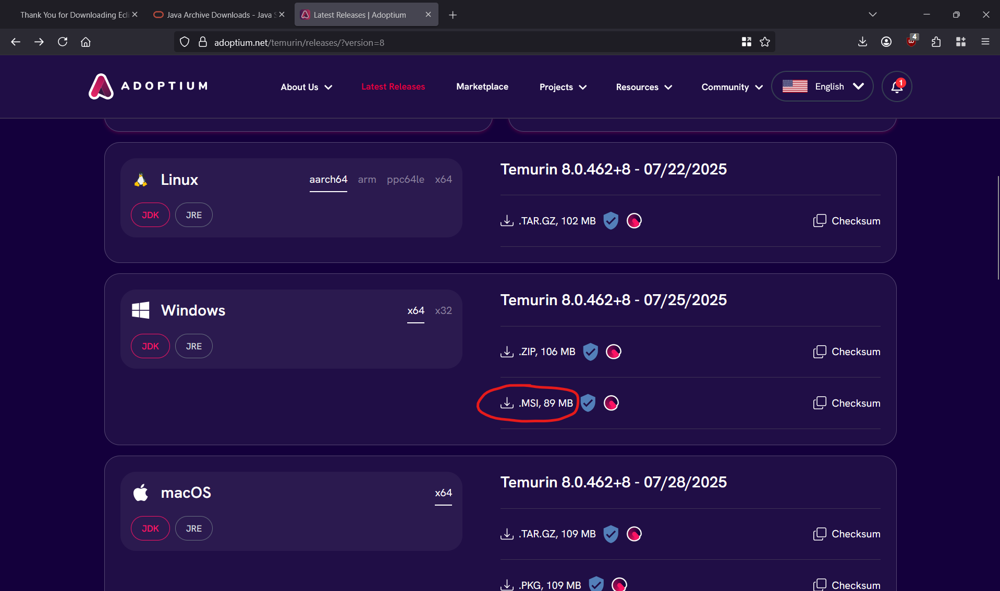 Thank You for Downloading Ecl
Java Archive Downloads - Java S
Latest Releases | Adoptium
adoptium.net/temurin/releases/?version=8
4
ADOPTIUM
About Us
Latest Releases
Marketplace
Projects
Resources
Community
English
1
Linux
aarch64 arm ppc64le x64
JDK JRE
Temurin 8.0.462+8 - 07/22/2025
.TAR.GZ, 102 MB
Checksum
Windows
x64 x32
JDK JRE
Temurin 8.0.462+8 - 07/25/2025
.ZIP, 106 MB
Checksum
.MSI, 89 MB
Checksum
macOS
x64
JDK JRE
Temurin 8.0.462+8 - 07/28/2025
.TAR.GZ, 109 MB
Checksum
.PKG, 109 MB
Checksum